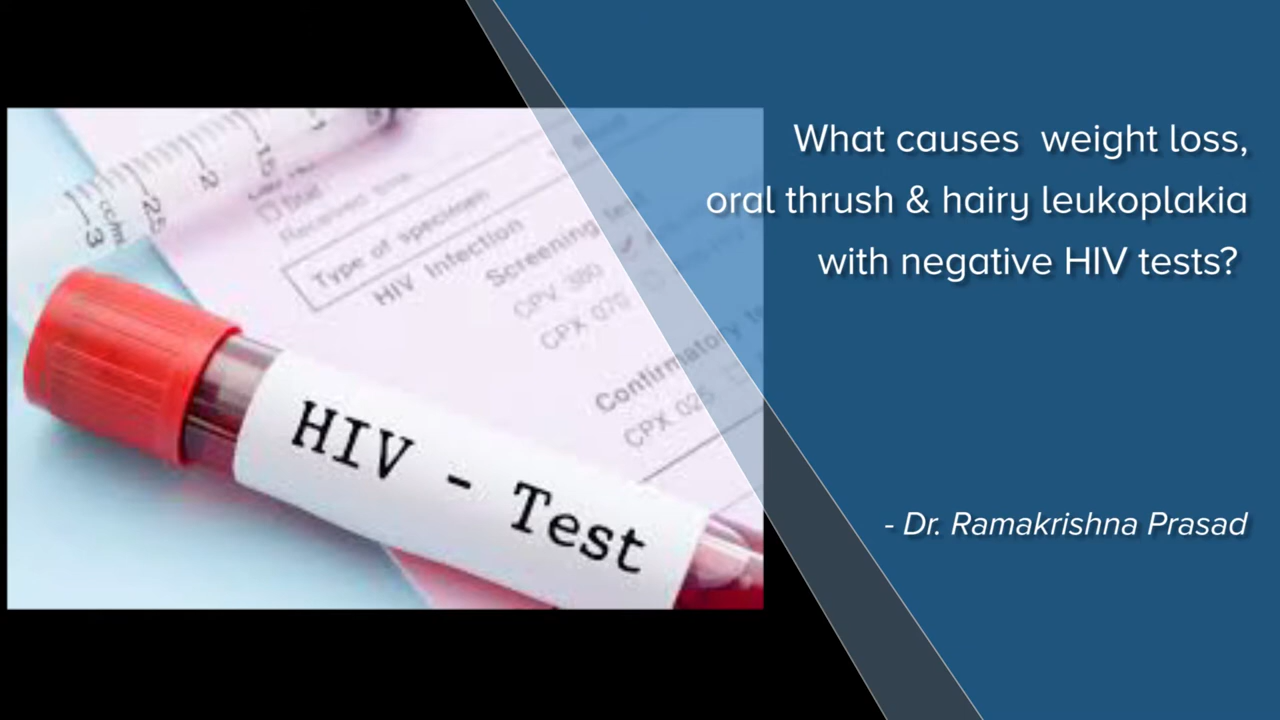 What causes weight loss,
oral thrush & hairy leukoplakia
with negative HIV tests?
- Dr. Ramakrishna Prasad
Type of specimen
HIV Infection
Screening test
CPV 380
CPX 070
Confirmatory
CPX 025
HIV - Test